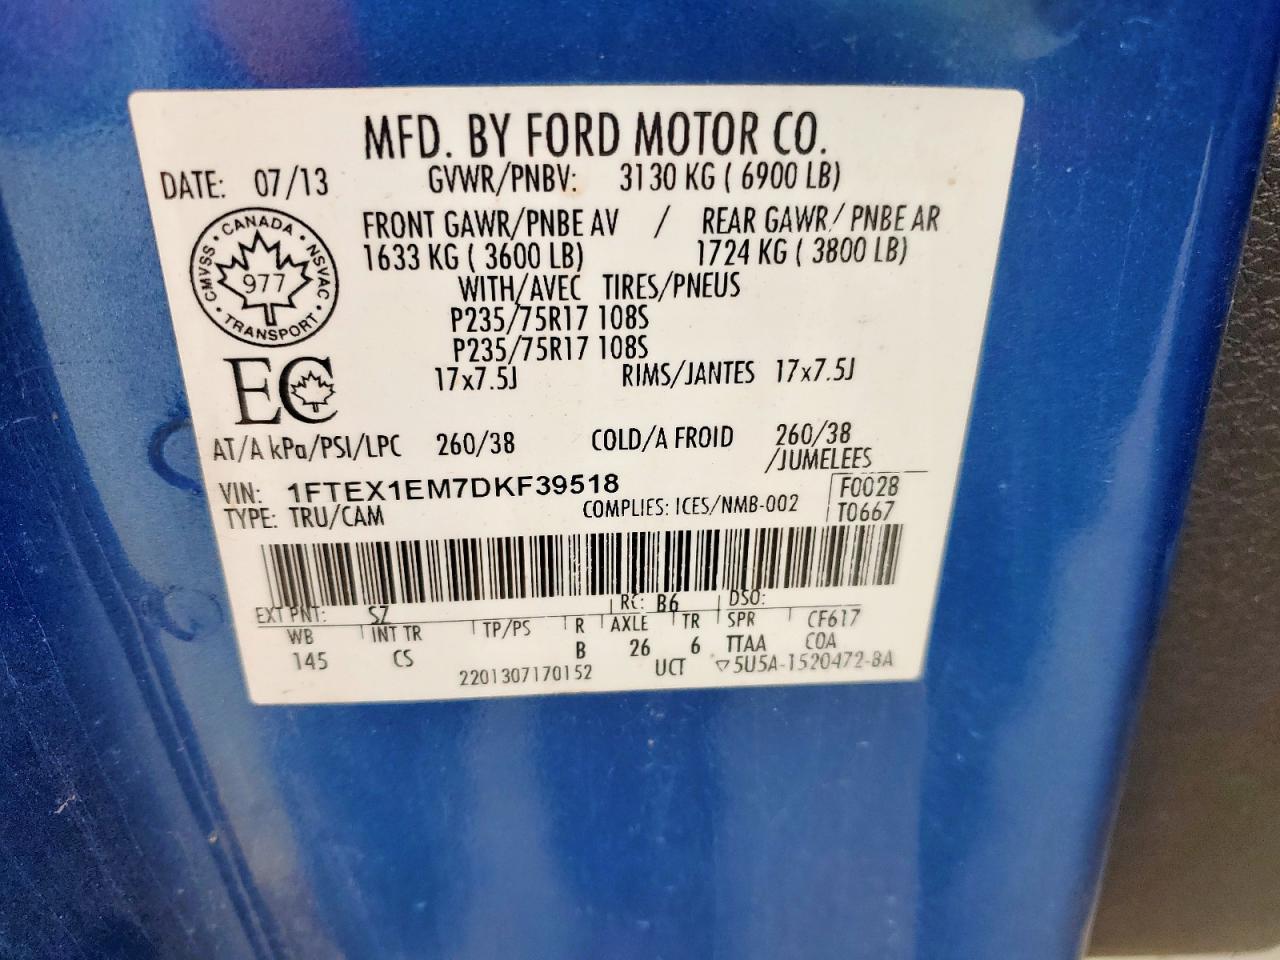 MFD. BY FORD MOTOR CO.
DATE: 07/13 GVWR/PNBV: 3130 KG ( 6900 LB)
FRONT GAWR/PNBE AV / REAR GAWR/ PNBE AR
1633 KG ( 3600 LB) 1724 KG ( 3800 LB)
CMVSS • CANADA • NSVAC • TRANSPORT •
977
WITH/AVEC TIRES/PNEUS
P235/75R17 108S
P235/75R17 108S
EC
17x7.5J RIMS/JANTES 17x7.5J
AT/A kPa/PSI/LPC 260/38 COLD/A FROID 260/38
/JUMELEES
VIN: 1FTEX1EM7DKF39518 F0028
TYPE: TRU/CAM COMPLIES: ICES/NMB-002 T0667
EXT PNT: SZ RC: B6 DSO:
WB INT TR TP/PS R AXLE TR SPR CF617
145 CS B 26 6 TTAA COA
2201307170152 UCT ▽5U5A-1520472-BA